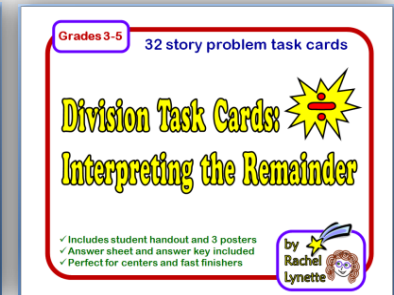 Grades 3-5
32 story problem task cards
Division Task Cards:
Interpreting the Remainder
✓Includes student handout and 3 posters
✓Answer sheet and answer key included
✓Perfect for centers and fast finishers
by
Rachel
Lynette